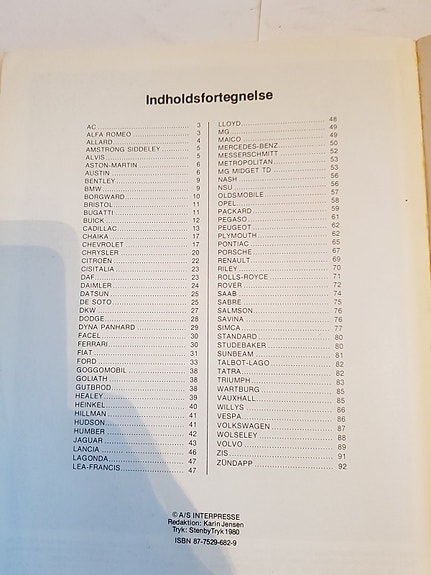 Indholdsfortegnelse
AC 3
ALFA ROMEO 3
ALLARD 4
AMSTRONG SIDDELEY 5
ALVIS 5
ASTON-MARTIN 6
AUSTIN 6
BENTLEY 9
BMW 9
BORGWARD 10
BRISTOL 11
BUGATTI 11
BUICK 12
CADILLAC 13
CHAIKA 17
CHEVROLET 17
CHRYSLER 20
CITROËN 22
CISITALIA 23
DAF 23
DAIMLER 24
DATSUN 25
DE SOTO 25
DKW 27
DODGE 28
DYNA PANHARD 29
FACEL 30
FERRARI 30
FIAT 31
FORD 33
GOGGOMOBIL 38
GOLIATH 38
GUTBROD 38
HEALEY 39
HEINKEL 40
HILLMAN 41
HUDSON 41
HUMBER 42
JAGUAR 43
LANCIA 46
LAGONDA 47
LEA-FRANCIS 47
LLOYD 48
MG 49
MAICO 49
MERCEDES-BENZ 50
MESSERSCHMITT 52
METROPOLITAN 53
MG MIDGET TD 53
NASH 56
NSU 56
OLDSMOBILE 57
OPEL 58
PACKARD 59
PEGASO 61
PEUGEOT 62
PLYMOUTH 62
PONTIAC 65
PORSCHE 67
RENAULT 69
RILEY 70
ROLLS-ROYCE 71
ROVER 72
SAAB 74
SABRE 75
SALMSON 76
SAVINA 76
SIMCA 77
STANDARD 80
STUDEBAKER 80
SUNBEAM 81
TALBOT-LAGO 82
TATRA 82
TRIUMPH 83
WARTBURG 85
VAUXHALL 85
WILLYS 86
VESPA 86
VOLKSWAGEN 87
WOLSELEY 88
VOLVO 89
ZIS 91
ZÜNDAPP 92
© A/S INTERPRESSE
Redaktion: Karin Jensen
Tryk: StenbyTryk 1980
ISBN 87-7529-682-9